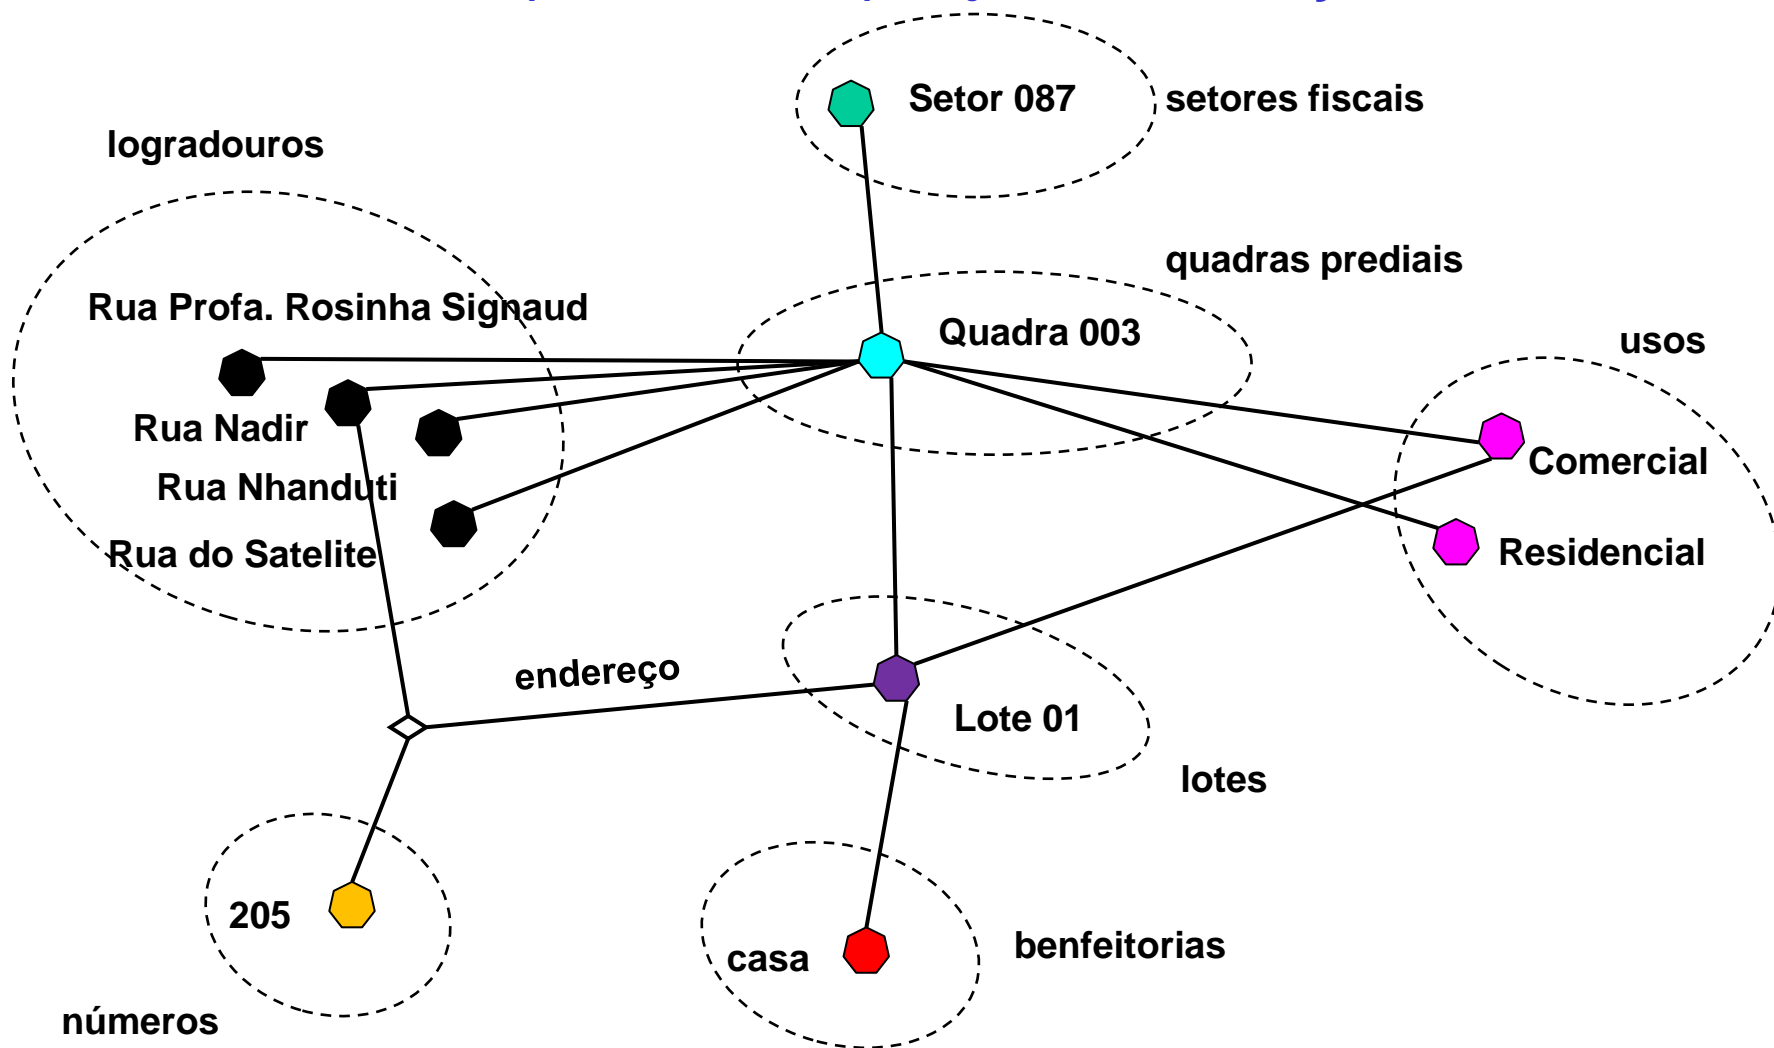 Setor 087
setores fiscais
logradouros
quadras prediais
Rua Profa. Rosinha Signaud
Quadra 003
usos
Rua Nadir
Comercial
Rua Nhanduti
Rua do Satelite
Residencial
endereço
Lote 01
lotes
205
casa
benfeitorias
números